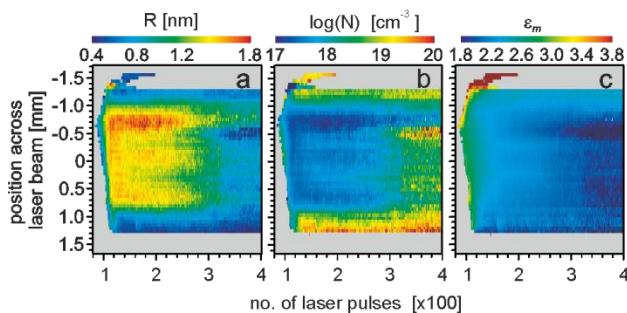 R [nm]
log(N) [cm⁻³]
εₘ
0.4 0.8 1.2 1.8
17 18 19 20
1.8 2.2 2.6 3.0 3.4 3.8
a
b
c
position across
laser beam [mm]
-1.5
-1.0
-0.5
0
0.5
1.0
1.5
1 2 3 4
1 2 3 4
1 2 3 4
no. of laser pulses [x100]